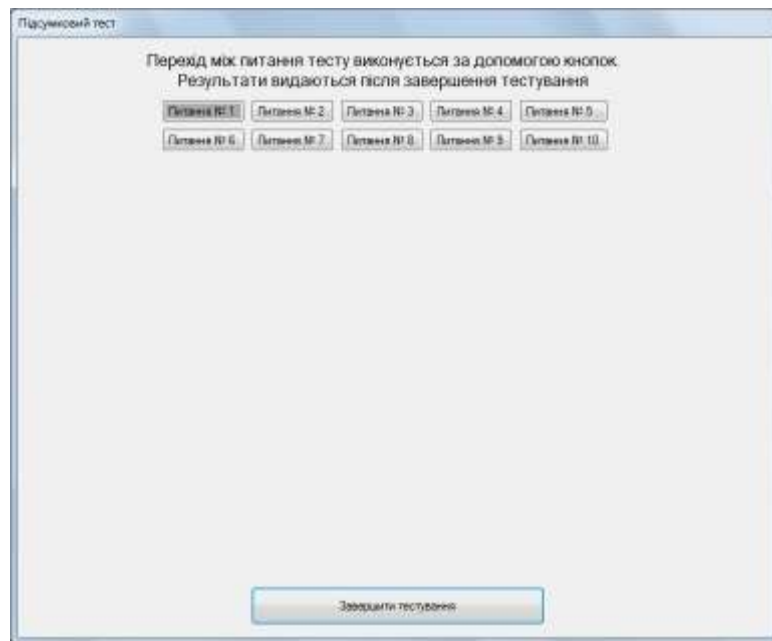 Підсумковий тест
Перехід між питання тесту виконується за допомогою кнопок.
Результати видаються після завершення тестування
Питання № 1 Питання № 2 Питання № 3 Питання № 4 Питання № 5
Питання № 6 Питання № 7 Питання № 8 Питання № 9 Питання № 10
Завершити тестування